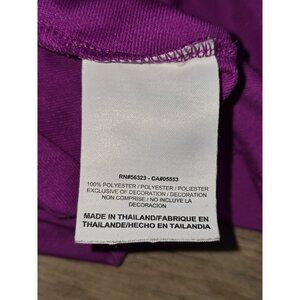 RN#56323 - CA#05553
100% POLYESTER / POLYESTER / POLIESTER
EXCLUSIVE OF DECORATION / DECORATION
NON COMPRISE / NO INCLUYE LA
DECORACION
MADE IN THAILAND/FABRIQUE EN
THAILANDE/HECHO EN TAILANDIA